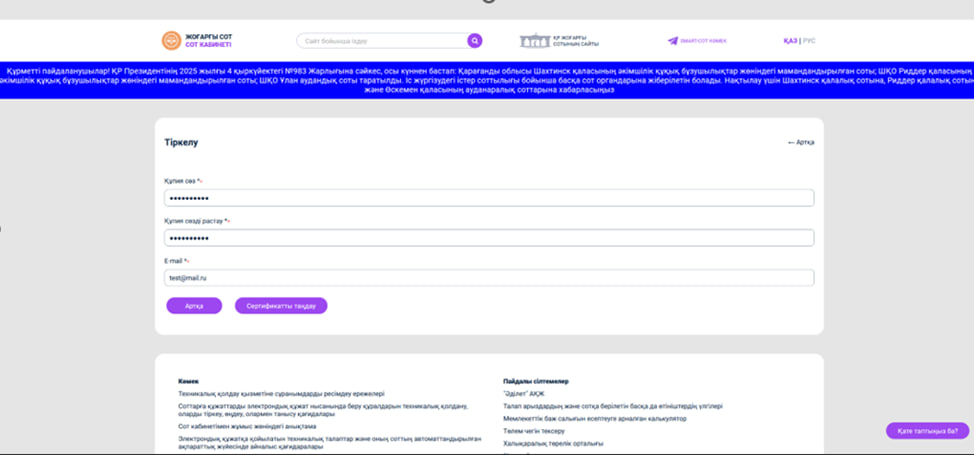 ЖОҒАРҒЫ СОТ
СОТ КАБИНЕТІ
Сайт бойынша іздеу
ҚР ЖОҒАРҒЫ
СОТЫНЫҢ САЙТЫ
SMART-СОТ КӨМЕК
ҚАЗ | РУС
Құрметті пайдаланушылар! ҚР Президентінің 2025 жылғы 4 қыркүйектегі №983 Жарлығына сәйкес, осы күннен бастап: Қарағанды облысы Шахтинск қаласының әкімшілік құқық бұзушылықтар жөніндегі мамандандырылған соты; ШҚО Риддер қаласының
әкімшілік құқық бұзушылықтар жөніндегі мамандандырылған соты; ШҚО Ұлан аудандық соты таратылды. Іс жүргізудегі істер соттылығы бойынша басқа сот органдарына жіберілетін болады. Нақтылау үшін Шахтинск қалалық сотына, Риддер қалалық сотына
және Өскемен қаласының ауданаралық соттарына хабарласыңыз
Тіркелу
← Артқа
Құпия сөз *:
••••••••••
Құпия сөзді растау *:
••••••••••
E-mail *:
test@mail.ru
Артқа
Сертификатты таңдау
Көмек
Техникалық қолдау қызметіне сұранымдарды ресімдеу ережелері
Соттарға құжаттарды электрондық құжат нысанында беру құралдарын техникалық қолдану,
оларды тіркеу, өңдеу, олармен танысу қағидалары
Сот кабинетімен жұмыс жөніндегі анықтама
Электрондық құжатқа қойылатын техникалық талаптар және оның соттың автоматтандырылған
ақпараттық жүйесінде айналыс қағидаралары
Пайдалы сілтемелер
"Әділет" АҚЖ
Талап арыздардың және сотқа берілетін басқа да өтініштердің үлгілері
Мемлекеттік баж салығын есептеуге арналған калькулятор
Төлем чегін тексеру
Халықаралық төрелік орталығы
Қате таптыңыз ба?